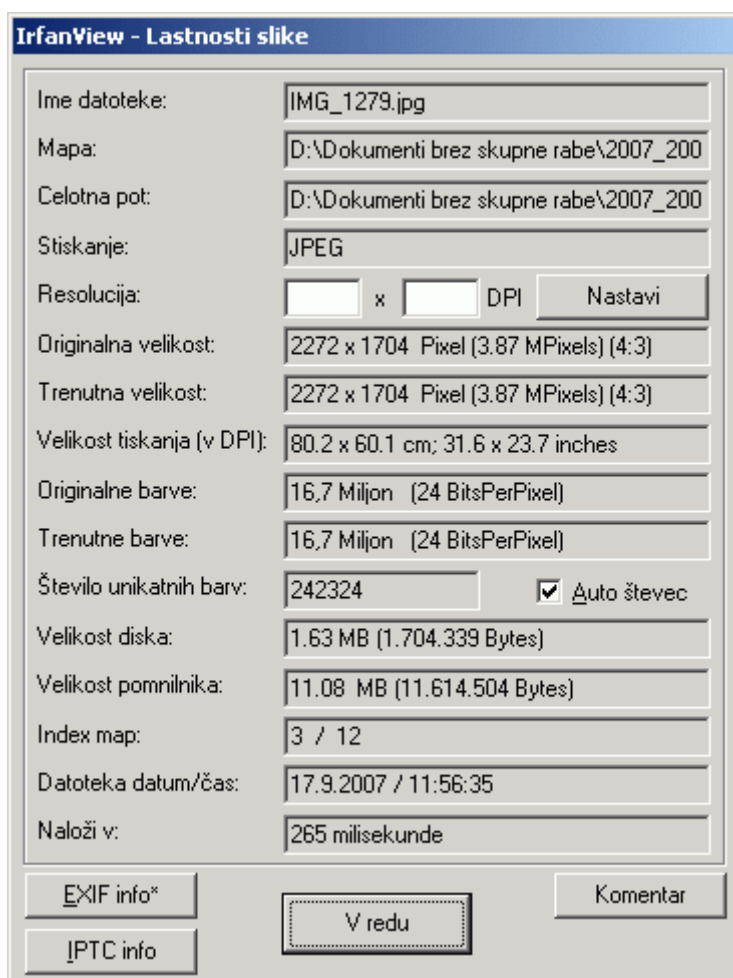 IrfanView - Lastnosti slike
Ime datoteke: IMG_1279.jpg
Mapa: D:\Dokumenti brez skupne rabe\2007_200
Celotna pot: D:\Dokumenti brez skupne rabe\2007_200
Stiskanje: JPEG
Resolucija: x DPI Nastavi
Originalna velikost: 2272 x 1704 Pixel (3.87 MPixels) (4:3)
Trenutna velikost: 2272 x 1704 Pixel (3.87 MPixels) (4:3)
Velikost tiskanja (v DPI): 80.2 x 60.1 cm; 31.6 x 23.7 inches
Originalne barve: 16,7 Miljon (24 BitsPerPixel)
Trenutne barve: 16,7 Miljon (24 BitsPerPixel)
Število unikatnih barv: 242324 Auto števec
Velikost diska: 1.63 MB (1.704.339 Bytes)
Velikost pomnilnika: 11.08 MB (11.614.504 Bytes)
Index map: 3 / 12
Datoteka datum/čas: 17.9.2007 / 11:56:35
Naloži v: 265 milisekunde
EXIF info* Komentar
V redu
IPTC info